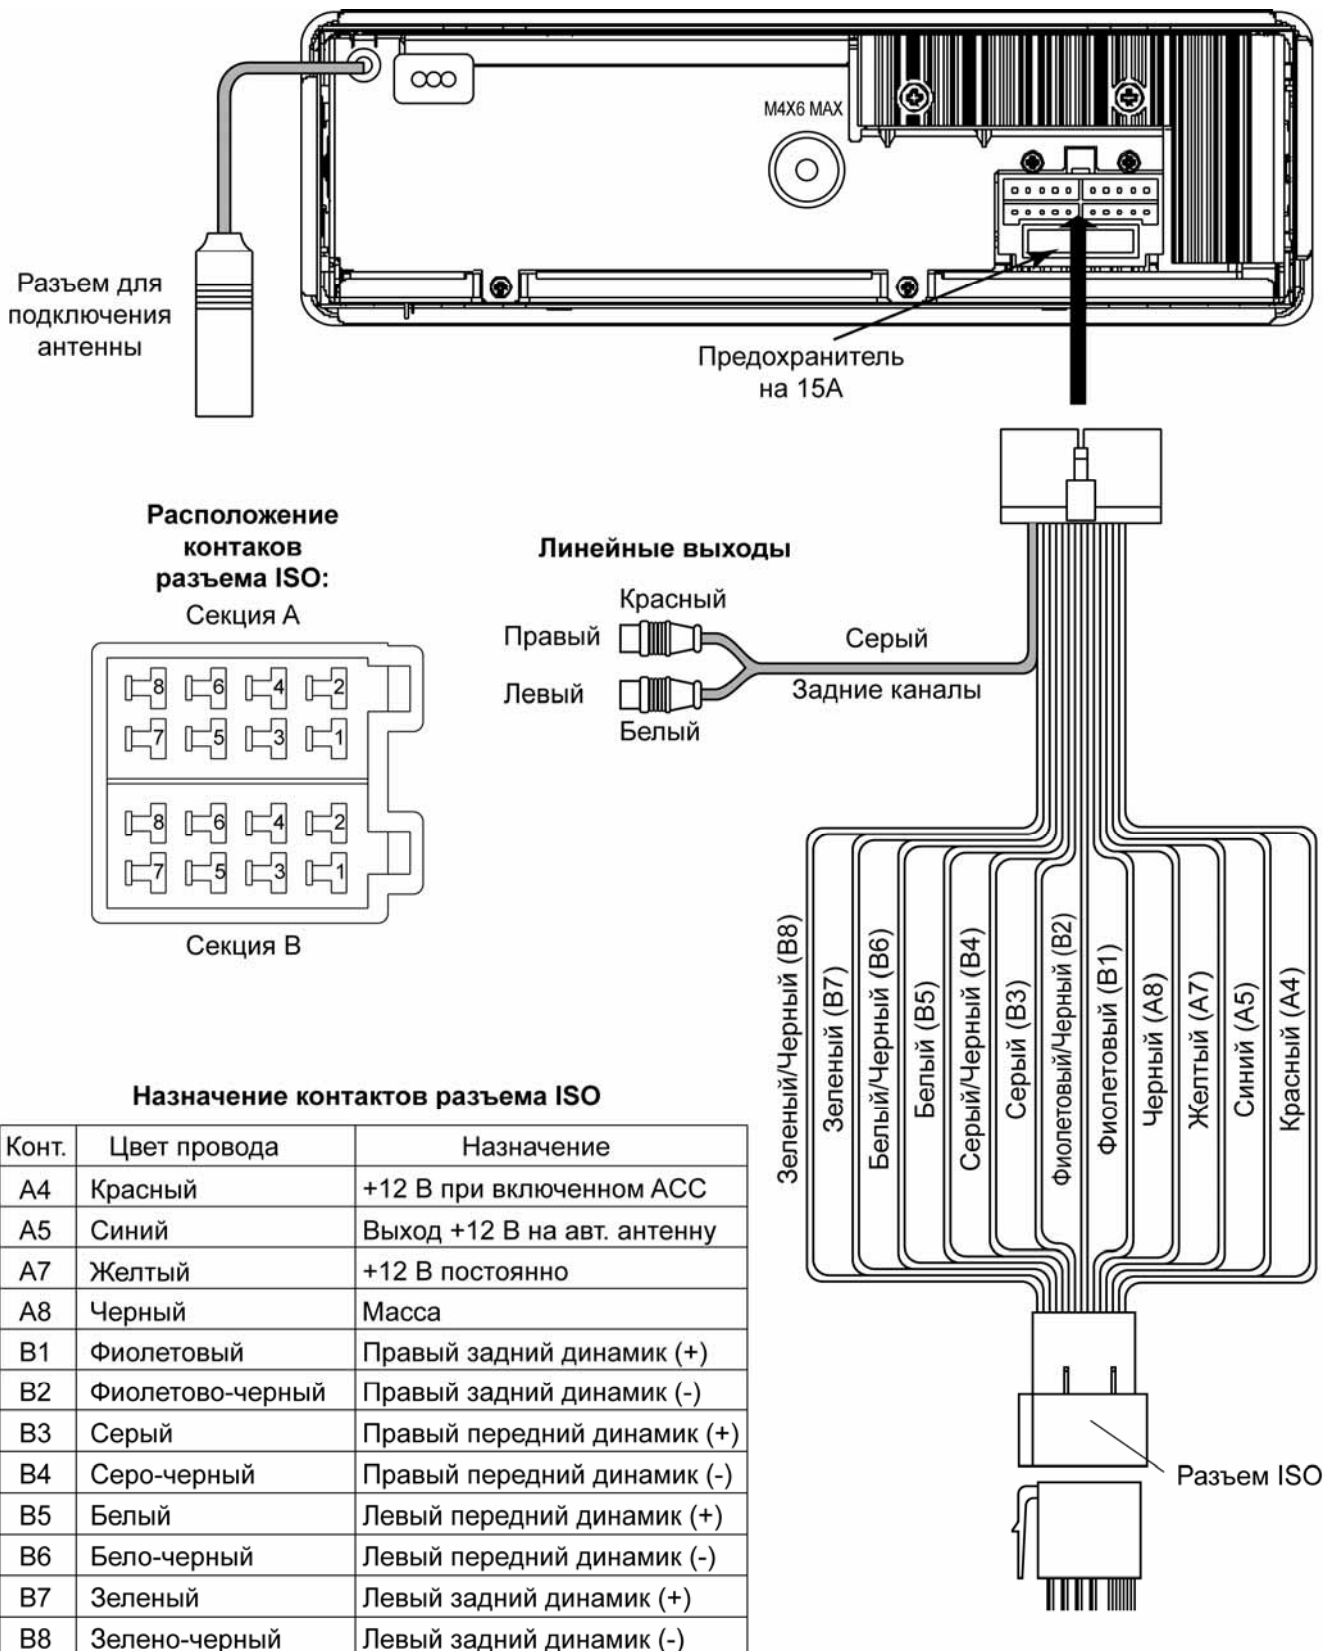 M4X6 MAX
Разъем для
подключения
антенны
Предохранитель
на 15А
Расположение
контаков
разъема ISO:
Секция А
8 6 4 2
7 5 3 1
8 6 4 2
7 5 3 1
Секция В
Линейные выходы
Красный
Правый
Серый
Левый
Задние каналы
Белый
Зеленый/Черный (В8)
Зеленый (В7)
Белый/Черный (В6)
Белый (В5)
Серый/Черный (В4)
Серый (В3)
Фиолетовый/Черный (В2)
Фиолетовый (В1)
Черный (А8)
Желтый (А7)
Синий (А5)
Красный (А4)
Разъем ISO
Назначение контактов разъема ISO
Конт. Цвет провода Назначение
А4 Красный +12 В при включенном АСС
А5 Синий Выход +12 В на авт. антенну
А7 Желтый +12 В постоянно
А8 Черный Масса
В1 Фиолетовый Правый задний динамик (+)
В2 Фиолетово-черный Правый задний динамик (-)
В3 Серый Правый передний динамик (+)
В4 Серо-черный Правый передний динамик (-)
В5 Белый Левый передний динамик (+)
В6 Бело-черный Левый передний динамик (-)
В7 Зеленый Левый задний динамик (+)
В8 Зелено-черный Левый задний динамик (-)